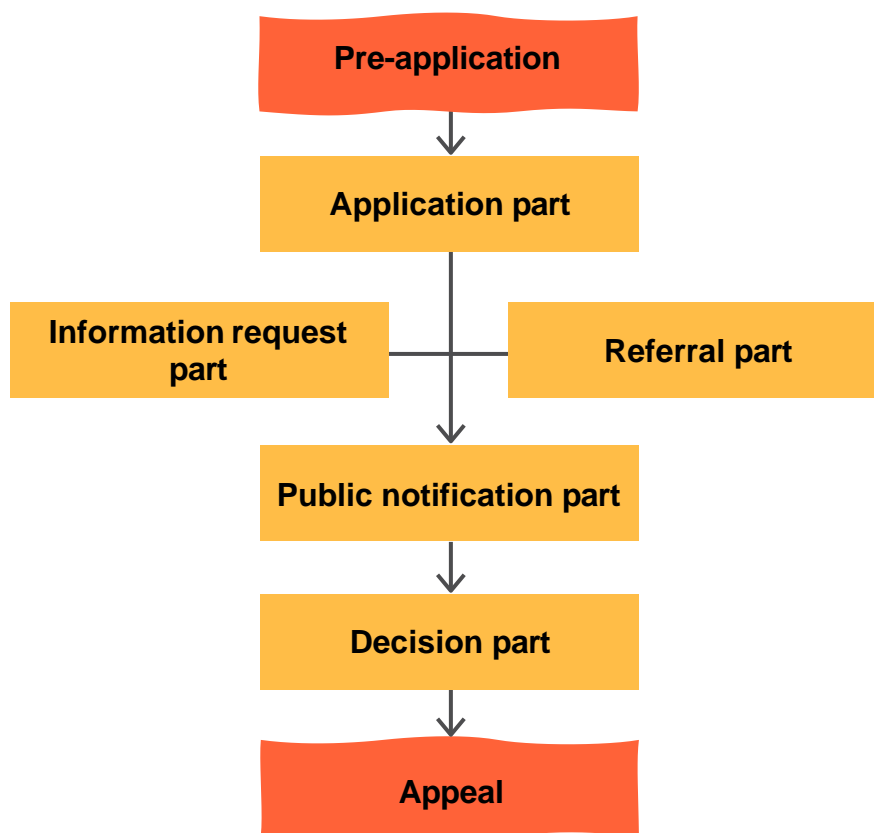 Pre-application
Application part
Information request
part
Referral part
Public notification part
Decision part
Appeal